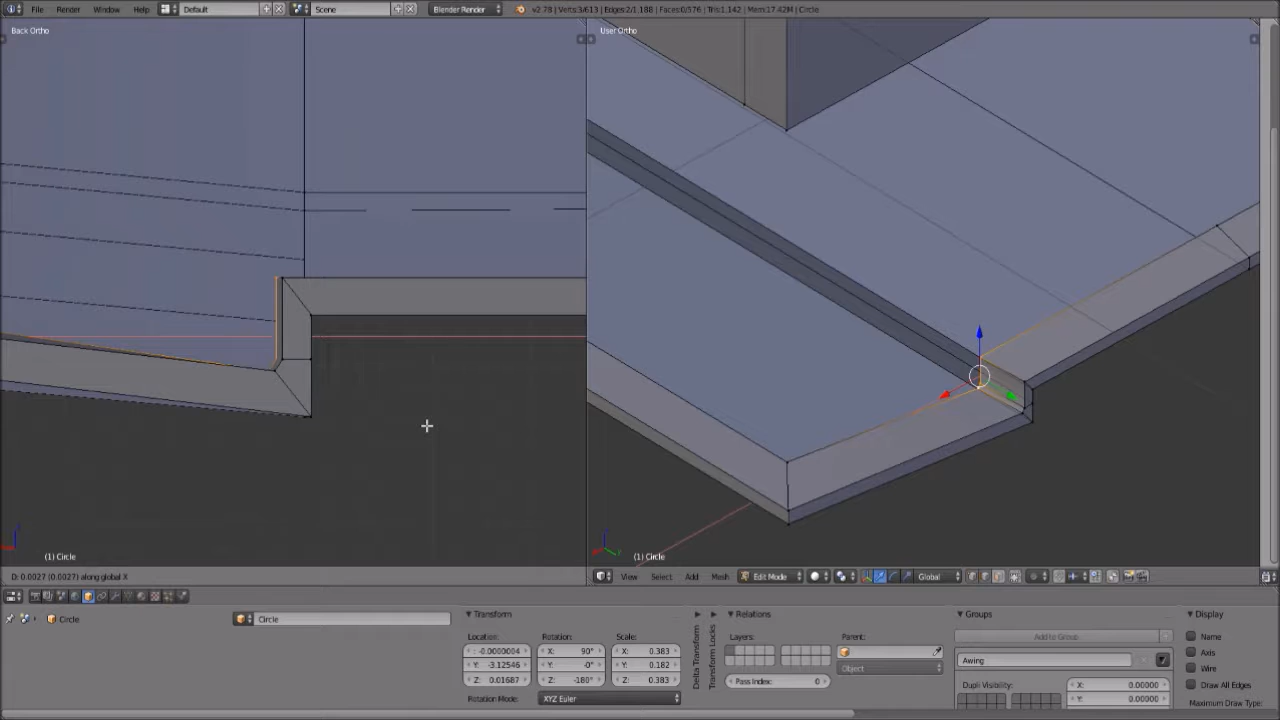 File Render Window Help Default Scene Blender Render v2.78 | Verts:3/613 | Edges:2/1,188 | Faces:0/576 | Tris:1,142 | Mem:17.42M | Circle
Back Ortho
User Ortho
(1) Circle
(1) Circle
D: 0.0027 (0.0027) along global X
View Select Add Mesh Edit Mode Global
Circle
Circle
Transform
Location: Rotation: Scale:
: -0.0000004 X: 90° X: 0.383
Y: -3.12546 Y: -0° Y: 0.182
Z: 0.01687 Z: -180° Z: 0.383
Rotation Mode: XYZ Euler
Delta Transform
Transform Locks
Relations
Layers: Parent:
Object
Pass Index: 0
Groups
Add to Group
Awing
Dupli Visibility: X: 0.00000
Y: 0.00000
Display
Name
Axis
Wire
Draw All Edges
Maximum Draw Type: